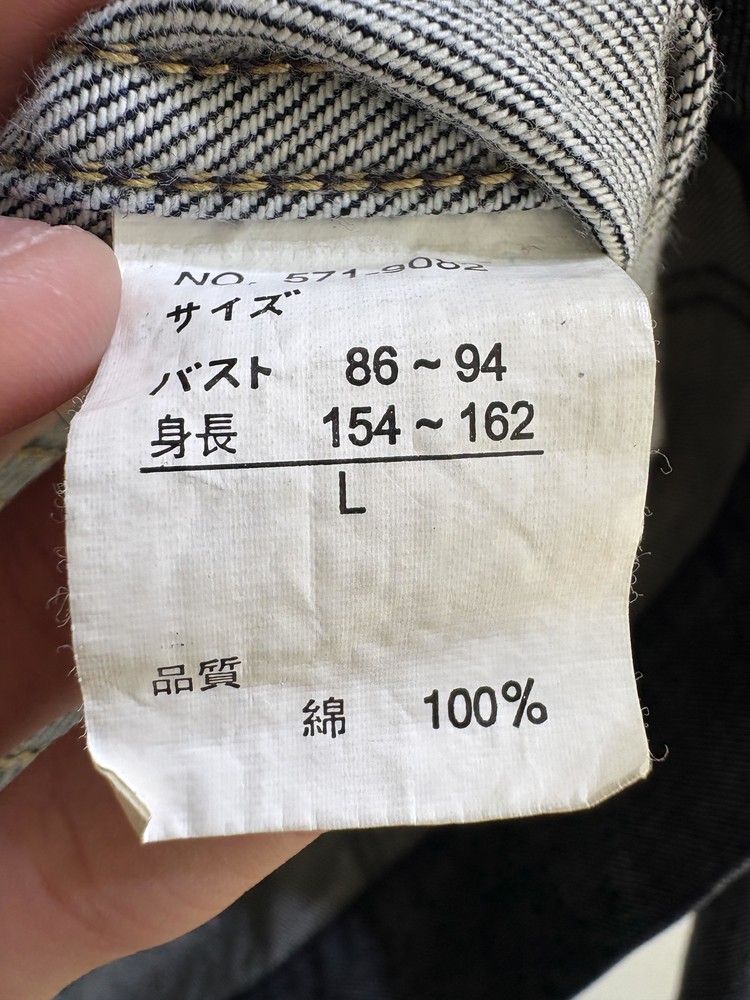 NO. 571-9082
サイズ
バスト 86～94
身長 154～162
L
品質
綿 100%